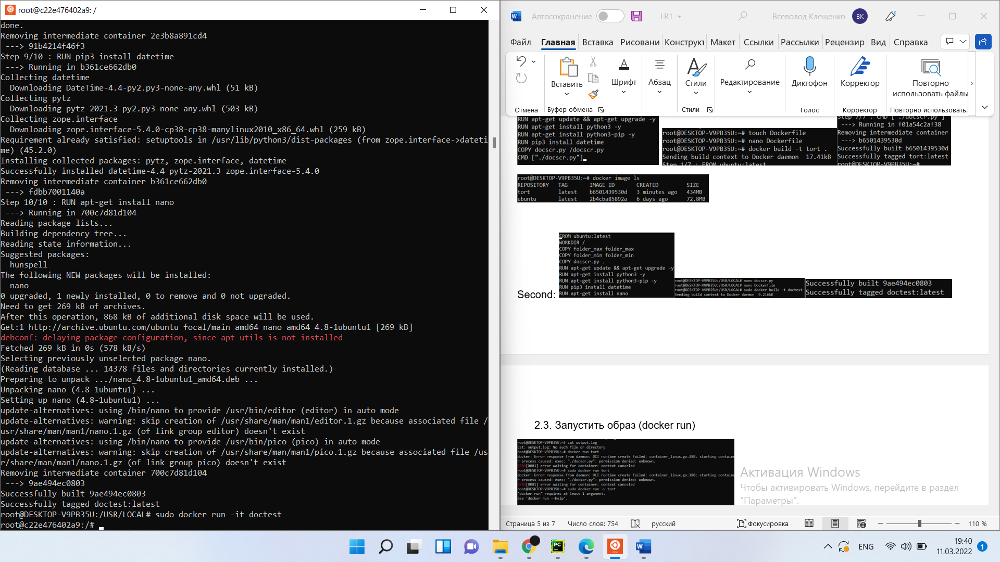 root@c22e476402a9: /
done.
Removing intermediate container 2e3b8a891cd4
---> 91b4214f46f3
Step 9/10 : RUN pip3 install datetime
---> Running in b361ce662db0
Collecting datetime
Downloading DateTime-4.4-py2.py3-none-any.whl (51 kB)
Collecting pytz
Downloading pytz-2021.3-py2.py3-none-any.whl (503 kB)
Collecting zope.interface
Downloading zope.interface-5.4.0-cp38-cp38-manylinux2010_x86_64.whl (259 kB)
Requirement already satisfied: setuptools in /usr/lib/python3/dist-packages (from zope.interface->dateti
me) (45.2.0)
Installing collected packages: pytz, zope.interface, datetime
Successfully installed datetime-4.4 pytz-2021.3 zope.interface-5.4.0
Removing intermediate container b361ce662db0
---> fdbb7001140a
Step 10/10 : RUN apt-get install nano
---> Running in 700c7d81d104
Reading package lists...
Building dependency tree...
Reading state information...
Suggested packages:
hunspell
The following NEW packages will be installed:
nano
0 upgraded, 1 newly installed, 0 to remove and 0 not upgraded.
Need to get 269 kB of archives.
After this operation, 868 kB of additional disk space will be used.
Get:1 http://archive.ubuntu.com/ubuntu focal/main amd64 nano amd64 4.8-1ubuntu1 [269 kB]
debconf: delaying package configuration, since apt-utils is not installed
Fetched 269 kB in 0s (578 kB/s)
Selecting previously unselected package nano.
(Reading database ... 14378 files and directories currently installed.)
Preparing to unpack .../nano_4.8-1ubuntu1_amd64.deb ...
Unpacking nano (4.8-1ubuntu1) ...
Setting up nano (4.8-1ubuntu1) ...
update-alternatives: using /bin/nano to provide /usr/bin/editor (editor) in auto mode
update-alternatives: warning: skip creation of /usr/share/man/man1/editor.1.gz because associated file /
usr/share/man/man1/nano.1.gz (of link group editor) doesn't exist
update-alternatives: using /bin/nano to provide /usr/bin/pico (pico) in auto mode
update-alternatives: warning: skip creation of /usr/share/man/man1/pico.1.gz because associated file /us
r/share/man/man1/nano.1.gz (of link group pico) doesn't exist
Removing intermediate container 700c7d81d104
---> 9ae494ec0803
Successfully built 9ae494ec0803
Successfully tagged doctest:latest
root@DESKTOP-V9PB35U:/USR/LOCAL# sudo docker run -it doctest
root@c22e476402a9:/#
Автосохранение LR1 Всеволод Клещенко ВК
Файл Главная Вставка Рисовани Конструкт Макет Ссылки Рассылки Рецензир Вид Справка
Вставить Шрифт Абзац Стили Редактирование Диктофон Корректор Повторно
использовать файлы
Отмена Буфер обмена Стили Голос Корректор Повторно использовать.
RUN apt-get update && apt-get upgrade -y
RUN apt-get install python3 -y
RUN apt-get install python3-pip -y
RUN pip3 install datetime
COPY docscr.py /docscr.py
CMD ["./docscr.py"]
root@DESKTOP-V9PB35U:~# touch Dockerfile
root@DESKTOP-V9PB35U:~# nano Dockerfile
root@DESKTOP-V9PB35U:~# docker build -t tort .
Sending build context to Docker daemon 17.41kB
Step 1/7 : FROM ubuntu:latest
Step 7/7 : CMD ["./docscr.py"]
---> Running in f01a54c2af38
Removing intermediate container
---> b6501439530d
Successfully built b6501439530d
Successfully tagged tort:latest
root@DESKTOP-V9PB35U:~#
root@DESKTOP-V9PB35U:~# docker image ls
REPOSITORY TAG IMAGE ID CREATED SIZE
tort latest b6501439530d 3 minutes ago 434MB
ubuntu latest 2b4cba85892a 6 days ago 72.8MB
FROM ubuntu:latest
WORKDIR /
COPY folder_max folder_max
COPY folder_min folder_min
COPY docscr.py .
RUN apt-get update && apt-get upgrade -y
RUN apt-get install python3 -y
RUN apt-get install python3-pip -y
RUN pip3 install datetime
RUN apt-get install nano
Second:
root@DESKTOP-V9PB35U:/USR/LOCAL# nano docscr.py
root@DESKTOP-V9PB35U:/USR/LOCAL# nano Dockerfile
root@DESKTOP-V9PB35U:/USR/LOCAL# sudo docker build -t doctest
Sending build context to Docker daemon 9.216kB
Successfully built 9ae494ec0803
Successfully tagged doctest:latest
2.3. Запустить образ (docker run)
root@DESKTOP-V9PB35U:~# cat output.log
cat: output.log: No such file or directory
root@DESKTOP-V9PB35U:~# docker run tort
docker: Error response from daemon: OCI runtime create failed: container_linux.go:380: starting containe
r process caused: exec: "./docscr.py": permission denied: unknown.
ERRO[0001] error waiting for container: context canceled
root@DESKTOP-V9PB35U:~# sudo docker run tort
docker: Error response from daemon: OCI runtime create failed: container_linux.go:380: starting containe
r process caused: exec: "./docscr.py": permission denied: unknown.
ERRO[0001] error waiting for container: context canceled
root@DESKTOP-V9PB35U:~# sudo docker run -v tort
"docker run" requires at least 1 argument.
See 'docker run --help'.
Активация Windows
Чтобы активировать Windows, перейдите в раздел
"Параметры".
Страница 5 из 7 Число слов: 754 русский Фокусировка 110 %
ENG 19:40
11.03.2022 1